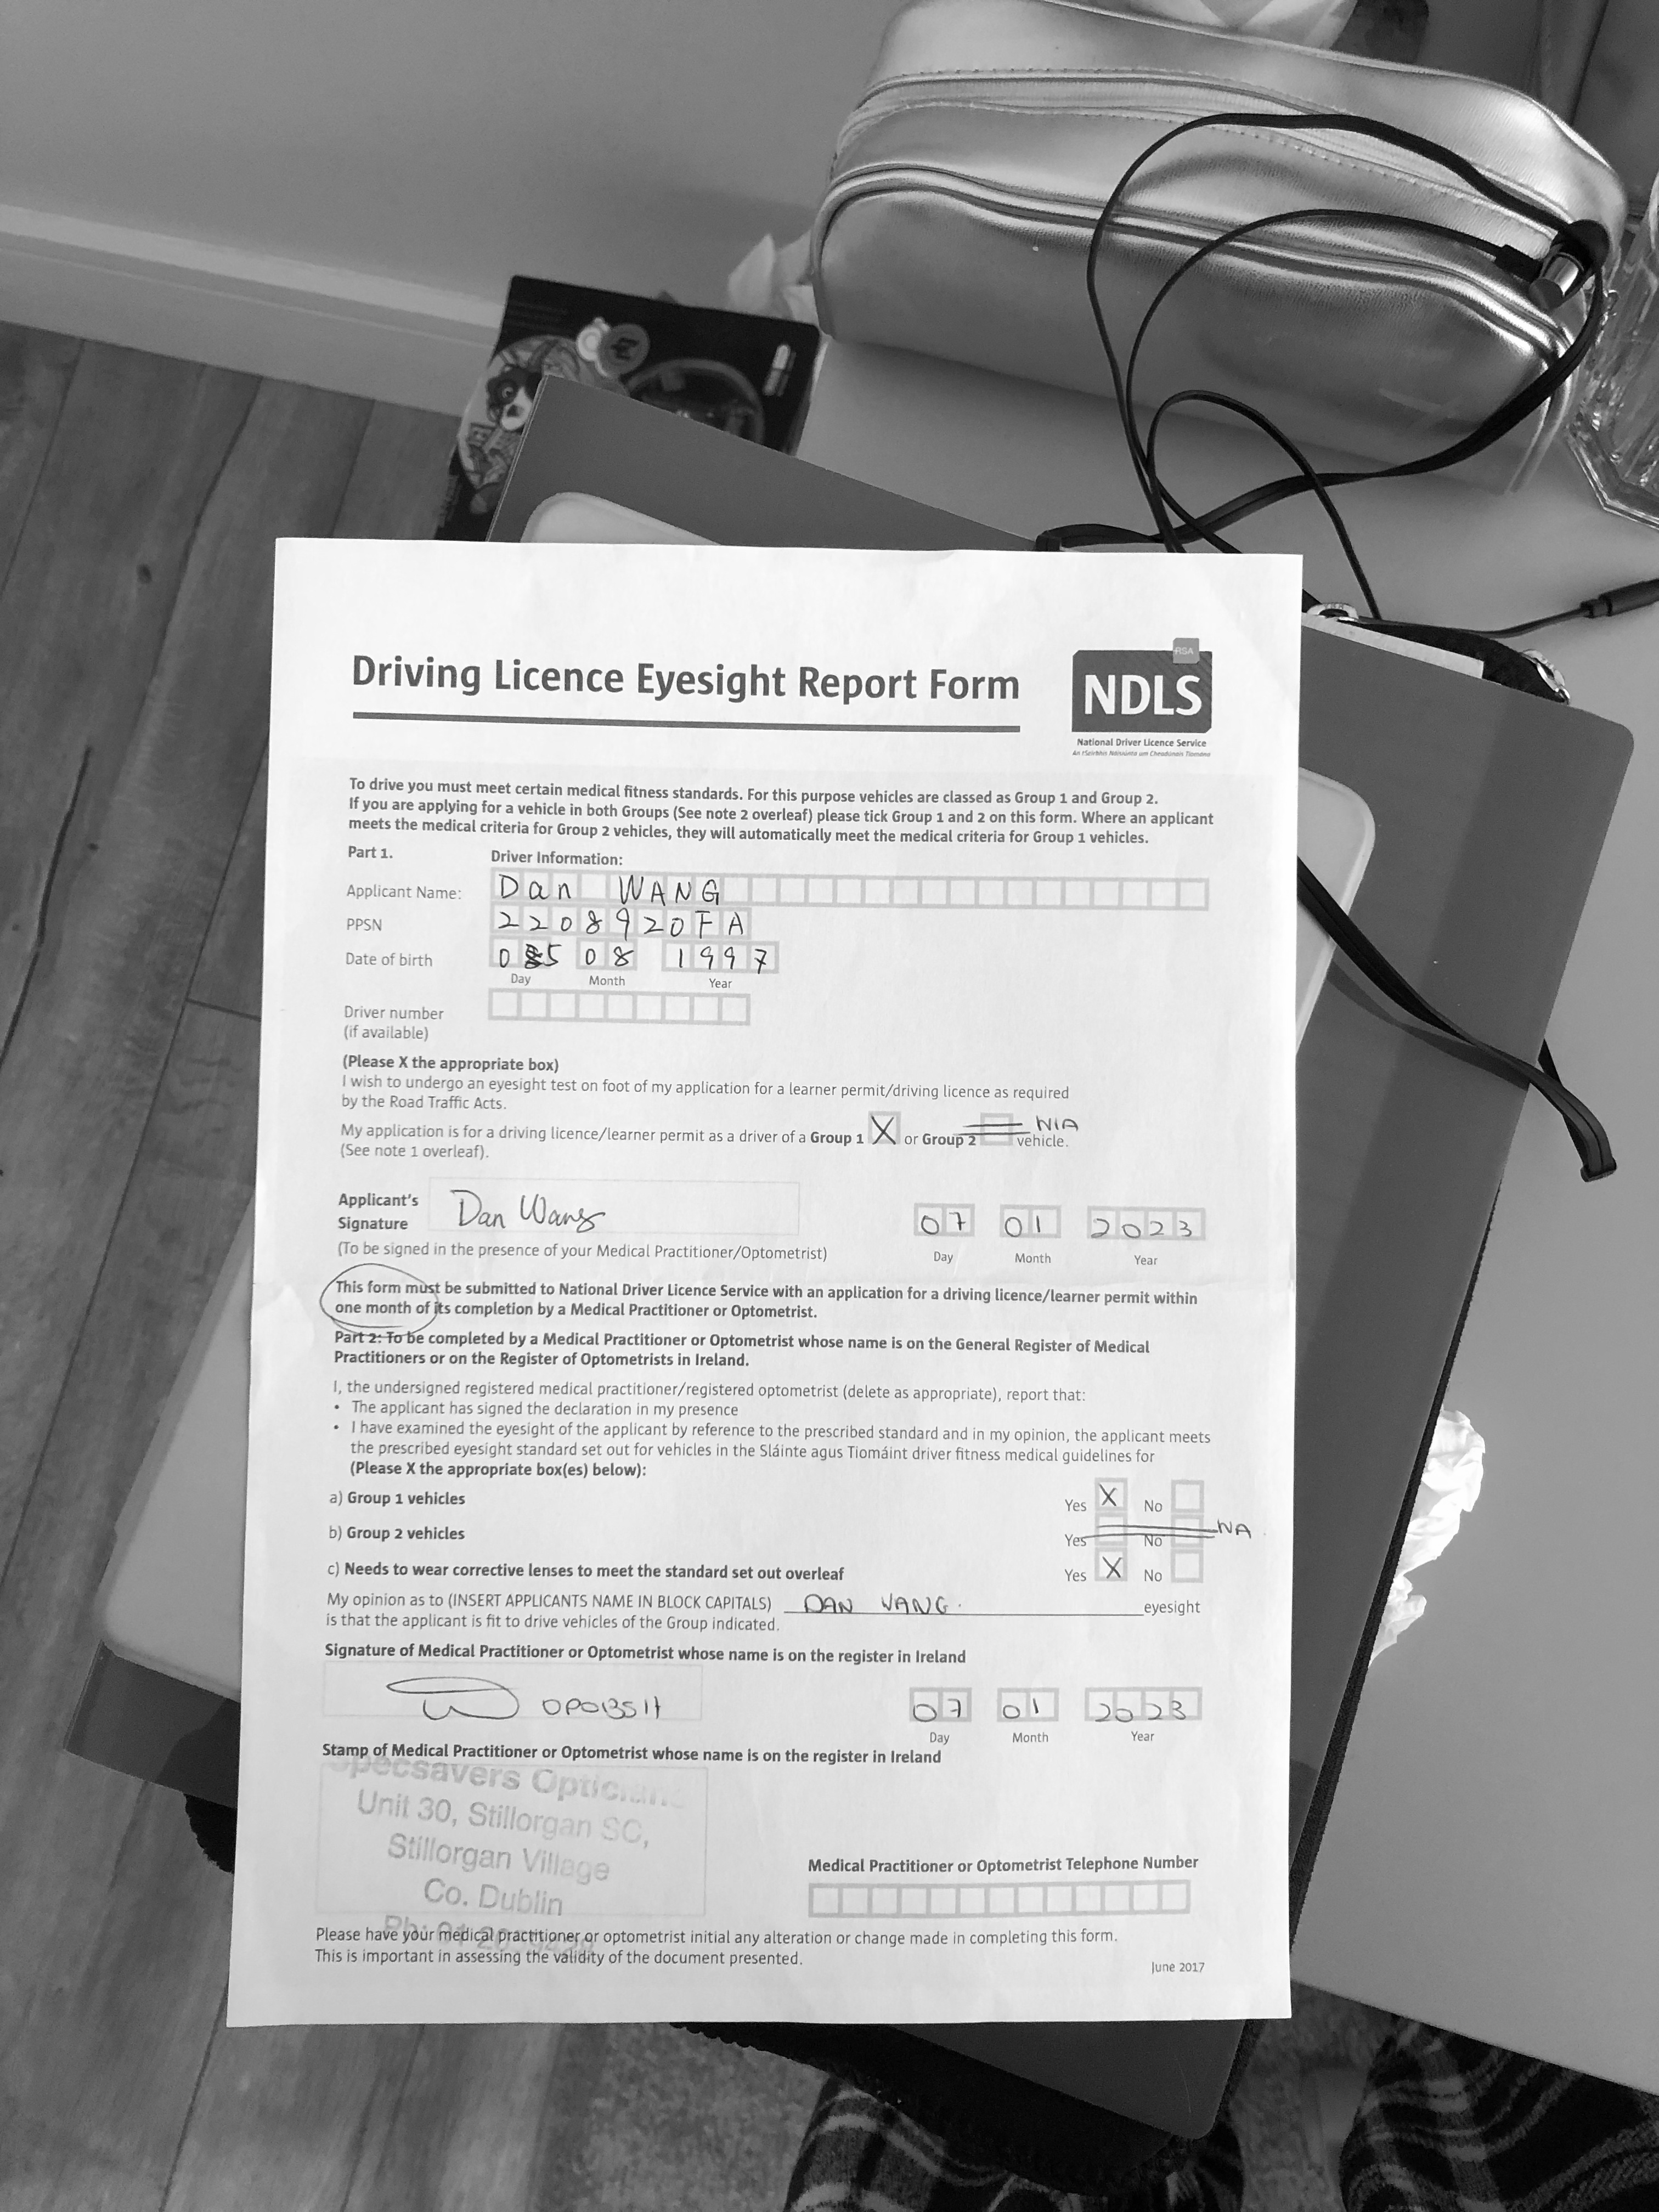 Driving Licence Eyesight Report Form
RSA
NDLS
National Driver Licence Service
An tSeirbhís Náisiúnta um Cheadúnais Tiomána
To drive you must meet certain medical fitness standards. For this purpose vehicles are classed as Group 1 and Group 2.
If you are applying for a vehicle in both Groups (See note 2 overleaf) please tick Group 1 and 2 on this form. Where an applicant
meets the medical criteria for Group 2 vehicles, they will automatically meet the medical criteria for Group 1 vehicles.
Part 1. Driver Information:
Applicant Name: Dan WANG
PPSN 2208920FA
Date of birth 05 08 1997
Day Month Year
Driver number
(if available)
(Please X the appropriate box)
I wish to undergo an eyesight test on foot of my application for a learner permit/driving licence as required
by the Road Traffic Acts.
My application is for a driving licence/learner permit as a driver of a Group 1 X or Group 2 N/A vehicle.
(See note 1 overleaf).
Applicant's
Signature Dan Wang 07 01 2023
(To be signed in the presence of your Medical Practitioner/Optometrist) Day Month Year
This form must be submitted to National Driver Licence Service with an application for a driving licence/learner permit within
one month of its completion by a Medical Practitioner or Optometrist.
Part 2: To be completed by a Medical Practitioner or Optometrist whose name is on the General Register of Medical
Practitioners or on the Register of Optometrists in Ireland.
I, the undersigned registered medical practitioner/registered optometrist (delete as appropriate), report that:
• The applicant has signed the declaration in my presence
• I have examined the eyesight of the applicant by reference to the prescribed standard and in my opinion, the applicant meets
the prescribed eyesight standard set out for vehicles in the Sláinte agus Tiomáint driver fitness medical guidelines for
(Please X the appropriate box(es) below):
a) Group 1 vehicles Yes X No
b) Group 2 vehicles Yes No NA
c) Needs to wear corrective lenses to meet the standard set out overleaf Yes X No
My opinion as to (INSERT APPLICANTS NAME IN BLOCK CAPITALS) DAN WANG. eyesight
is that the applicant is fit to drive vehicles of the Group indicated.
Signature of Medical Practitioner or Optometrist whose name is on the register in Ireland
07 01 2023
Day Month Year
Stamp of Medical Practitioner or Optometrist whose name is on the register in Ireland
Specsavers Opticians
Unit 30, Stillorgan SC,
Stillorgan Village
Co. Dublin
Medical Practitioner or Optometrist Telephone Number
Please have your medical practitioner or optometrist initial any alteration or change made in completing this form.
This is important in assessing the validity of the document presented.
June 2017